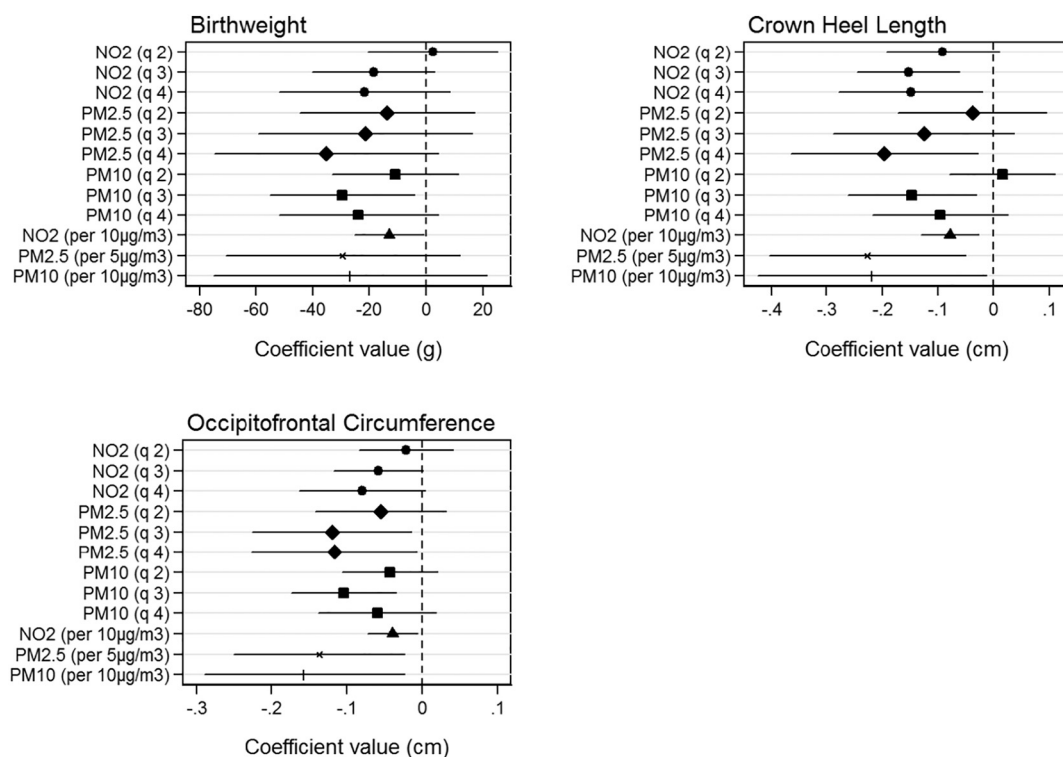 Birthweight
NO2 (q 2)
NO2 (q 3)
NO2 (q 4)
PM2.5 (q 2)
PM2.5 (q 3)
PM2.5 (q 4)
PM10 (q 2)
PM10 (q 3)
PM10 (q 4)
NO2 (per 10µg/m3)
PM2.5 (per 5µg/m3)
PM10 (per 10µg/m3)
-80 -60 -40 -20 0 20
Coefficient value (g)
Crown Heel Length
NO2 (q 2)
NO2 (q 3)
NO2 (q 4)
PM2.5 (q 2)
PM2.5 (q 3)
PM2.5 (q 4)
PM10 (q 2)
PM10 (q 3)
PM10 (q 4)
NO2 (per 10µg/m3)
PM2.5 (per 5µg/m3)
PM10 (per 10µg/m3)
-.4 -.3 -.2 -.1 0 .1
Coefficient value (cm)
Occipitofrontal Circumference
NO2 (q 2)
NO2 (q 3)
NO2 (q 4)
PM2.5 (q 2)
PM2.5 (q 3)
PM2.5 (q 4)
PM10 (q 2)
PM10 (q 3)
PM10 (q 4)
NO2 (per 10µg/m3)
PM2.5 (per 5µg/m3)
PM10 (per 10µg/m3)
-.3 -.2 -.1 0 .1
Coefficient value (cm)